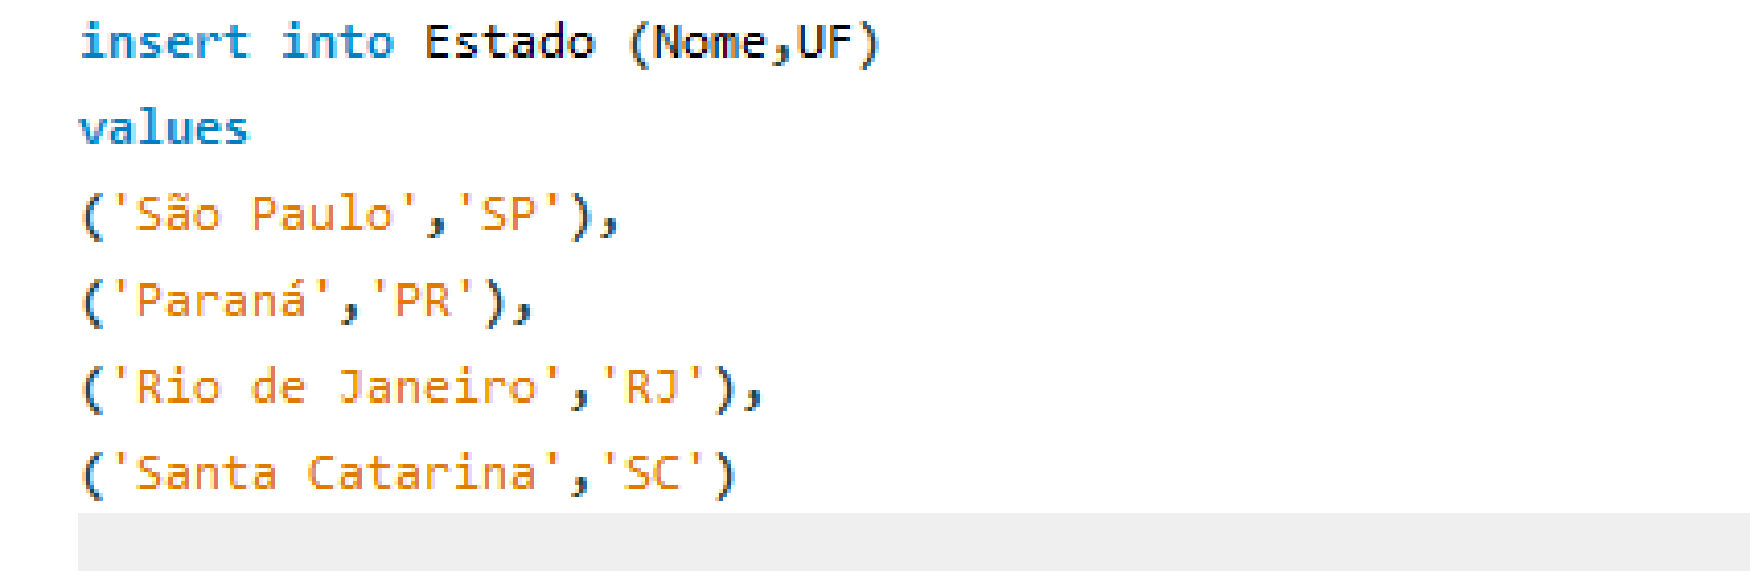 insert into Estado (Nome,UF)
values
('São Paulo','SP'),
('Paraná','PR'),
('Rio de Janeiro','RJ'),
('Santa Catarina','SC')